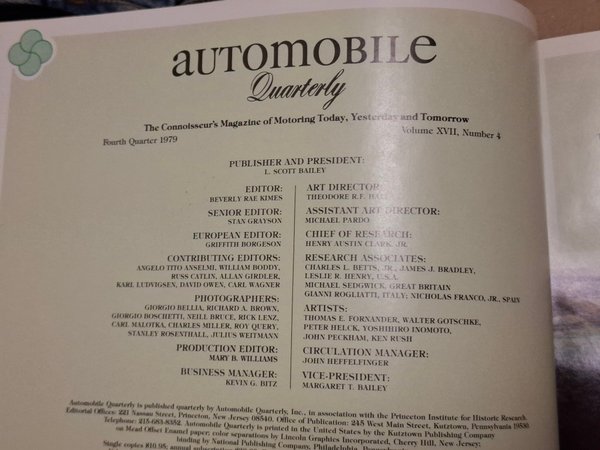 AUTOMOBILE
Quarterly
The Connoisseur's Magazine of Motoring Today, Yesterday and Tomorrow
Fourth Quarter 1979 Volume XVII, Number 4
PUBLISHER AND PRESIDENT:
L. SCOTT BAILEY
EDITOR:
BEVERLY RAE KIMES
SENIOR EDITOR:
STAN GRAYSON
EUROPEAN EDITOR:
GRIFFITH BORGESON
CONTRIBUTING EDITORS:
ANGELO TITO ANSELMI, WILLIAM BODDY,
RUSS CATLIN, ALLAN GIRDLER,
KARL LUDVIGSEN, DAVID OWEN, CARL WAGNER
PHOTOGRAPHERS:
GIORGIO BELLIA, RICHARD A. BROWN,
GIORGIO BOSCHETTI, NEILL BRUCE, RICK LENZ,
CARL MALOTKA, CHARLES MILLER, ROY QUERY,
STANLEY ROSENTHALL, JULIUS WEITMANN
PRODUCTION EDITOR:
MARY B. WILLIAMS
BUSINESS MANAGER:
KEVIN G. BITZ
ART DIRECTOR:
THEODORE R.F.
ASSISTANT ART DIRECTOR:
MICHAEL PARDO
CHIEF OF RESEARCH:
HENRY AUSTIN CLARK, JR.
RESEARCH ASSOCIATES:
CHARLES L. BETTS, JR., JAMES J. BRADLEY,
LESLIE R. HENRY, U.S.A.
MICHAEL SEDGWICK, GREAT BRITAIN
GIANNI ROGLIATTI, ITALY; NICHOLAS FRANCO, JR., SPAIN
ARTISTS:
THOMAS E. FORNANDER, WALTER GOTSCHKE,
PETER HELCK, YOSHIHIRO INOMOTO,
JOHN PECKHAM, KEN RUSH
CIRCULATION MANAGER:
JOHN HEFFELFINGER
VICE-PRESIDENT:
MARGARET T. BAILEY
Automobile Quarterly is published quarterly by Automobile Quarterly, Inc., in association with the Princeton Institute for Historic Research.
Editorial Offices: 221 Nassau Street, Princeton, New Jersey 08540. Office of Publication: 245 West Main Street, Kutztown, Pennsylvania 19530
Telephone: 215-683-8352. Automobile Quarterly is printed in the United States by the Kutztown Publishing Company
on Mead Offset Enamel paper; color separations by Lincoln Graphics Incorporated, Cherry Hill, New Jersey;
binding by National Publishing Company, Philadelphia,
Single copies $10.95; annual